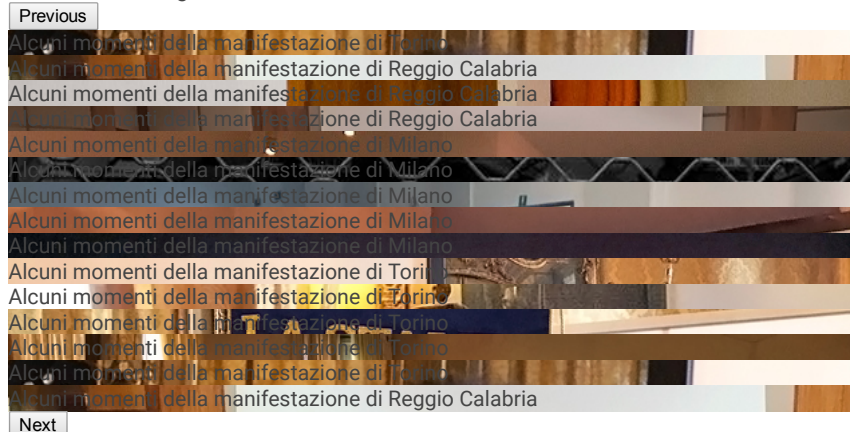 Previous
Alcuni momenti della manifestazione di Torino
Alcuni momenti della manifestazione di Reggio Calabria
Alcuni momenti della manifestazione di Reggio Calabria
Alcuni momenti della manifestazione di Reggio Calabria
Alcuni momenti della manifestazione di Milano
Alcuni momenti della manifestazione di Milano
Alcuni momenti della manifestazione di Milano
Alcuni momenti della manifestazione di Milano
Alcuni momenti della manifestazione di Milano
Alcuni momenti della manifestazione di Torino
Alcuni momenti della manifestazione di Torino
Alcuni momenti della manifestazione di Torino
Alcuni momenti della manifestazione di Torino
Alcuni momenti della manifestazione di Torino
Alcuni momenti della manifestazione di Reggio Calabria
Next